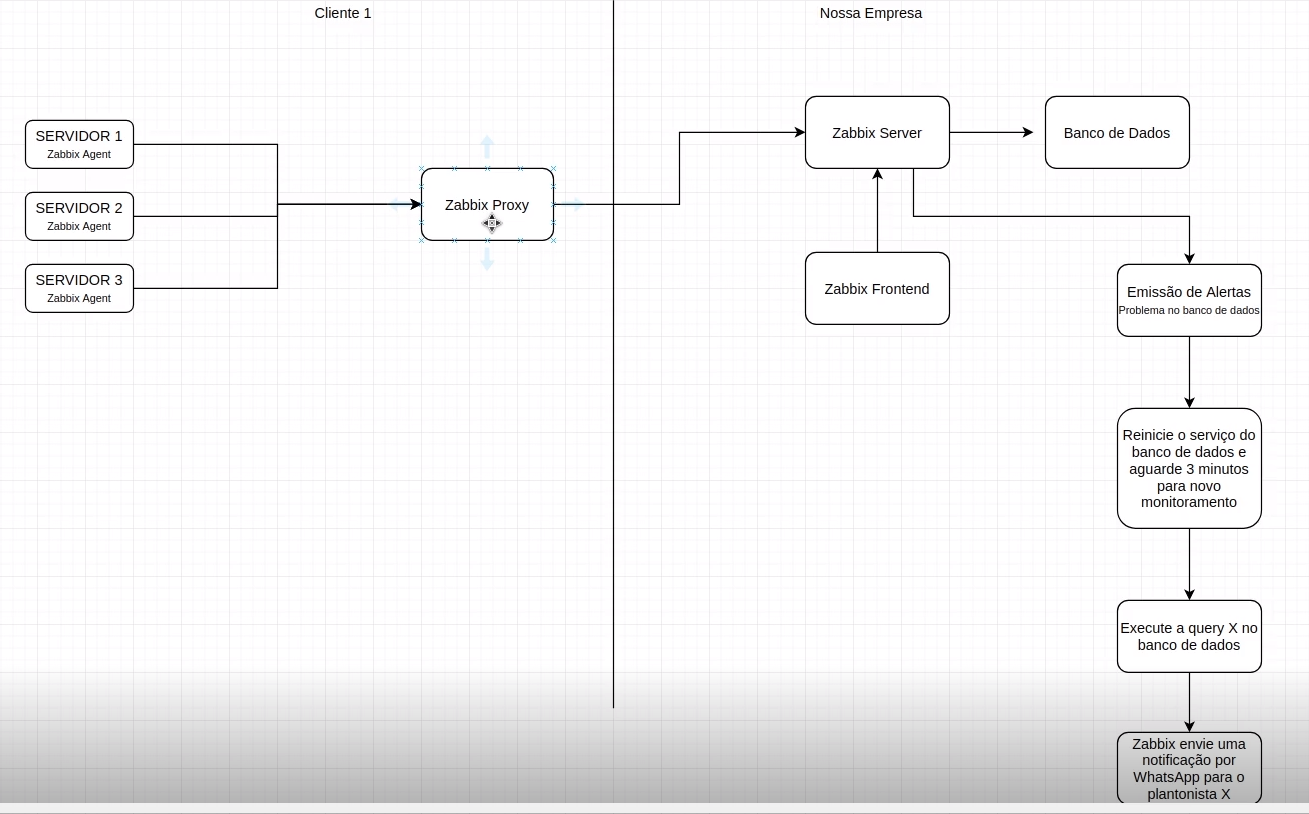 Cliente 1
Nossa Empresa
SERVIDOR 1
Zabbix Agent
SERVIDOR 2
Zabbix Agent
SERVIDOR 3
Zabbix Agent
Zabbix Proxy
Zabbix Server
Banco de Dados
Zabbix Frontend
Emissão de Alertas
Problema no banco de dados
Reinicie o serviço do
banco de dados e
aguarde 3 minutos
para novo
monitoramento
Execute a query X no
banco de dados
Zabbix envie uma
notificação por
WhatsApp para o
plantonista X